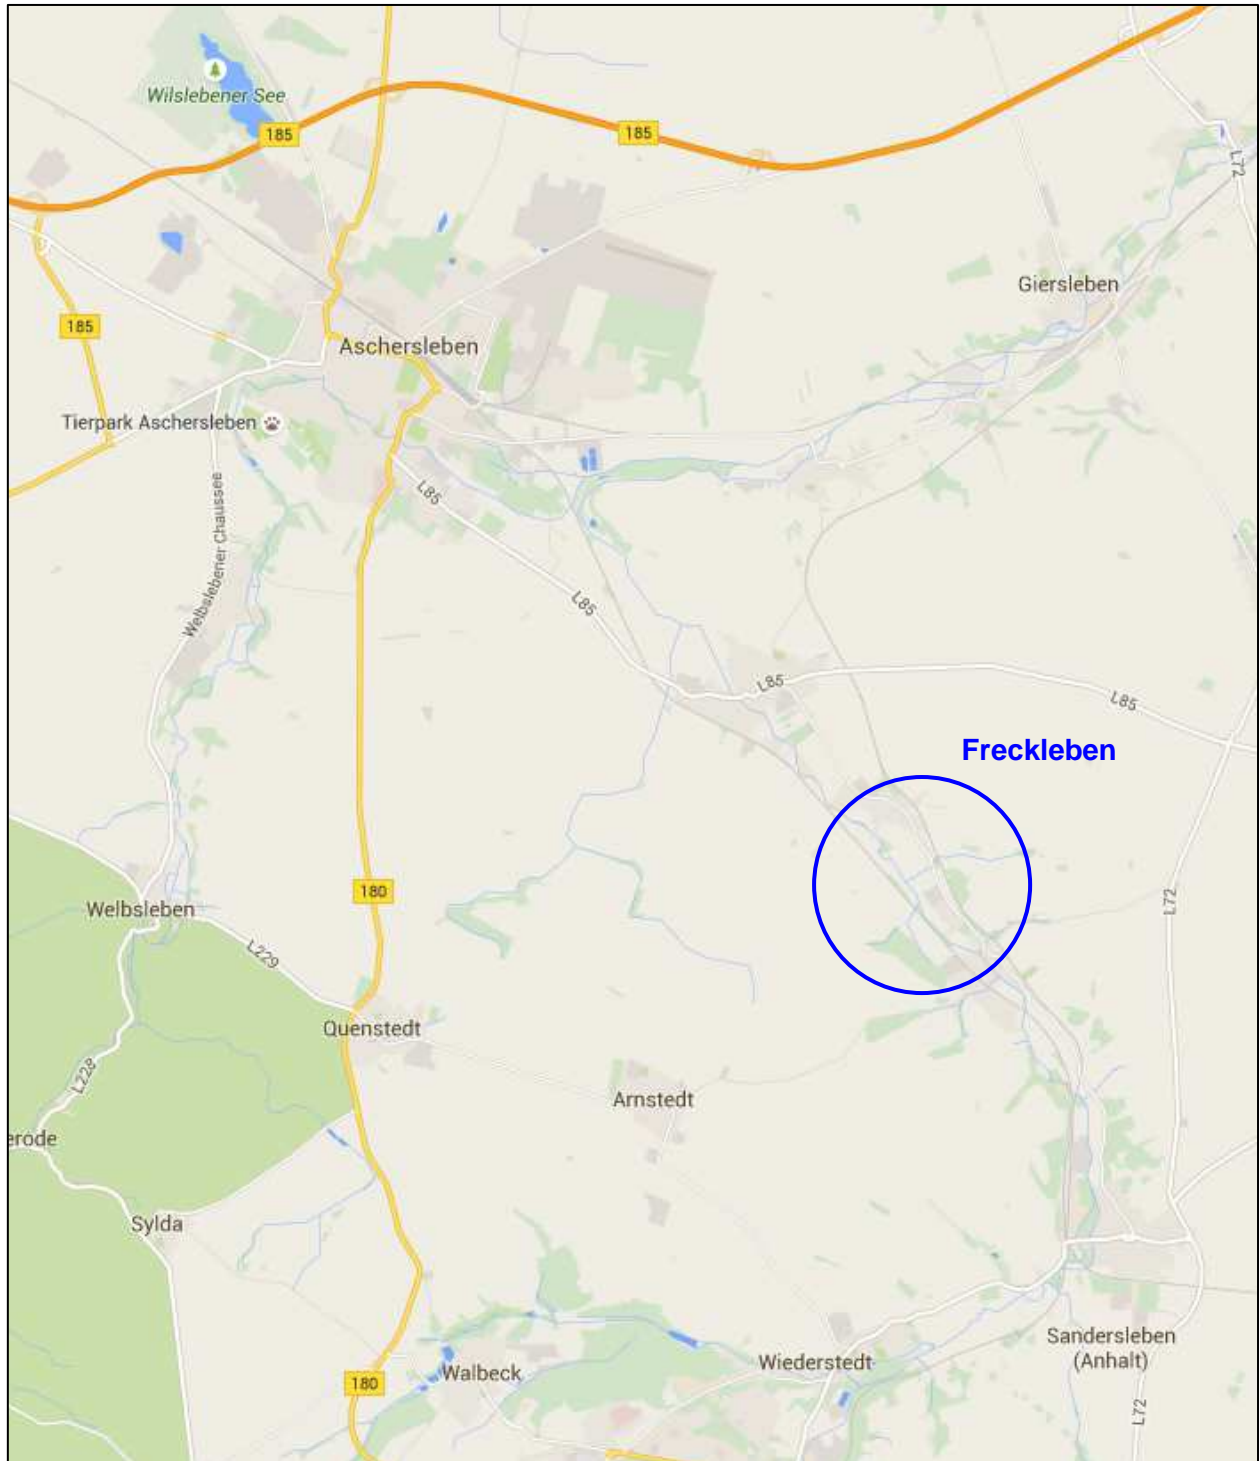 Wilslebener See
185
185
L72
Giersleben
185
Aschersleben
Tierpark Aschersleben
L85
Welbslebener Chaussee
L85
L85
L85
Freckleben
180
L72
Welbsleben
L229
Quenstedt
L228
Arnstedt
erode
Sylda
Sandersleben
(Anhalt)
Wiederstedt
Walbeck
180
L72